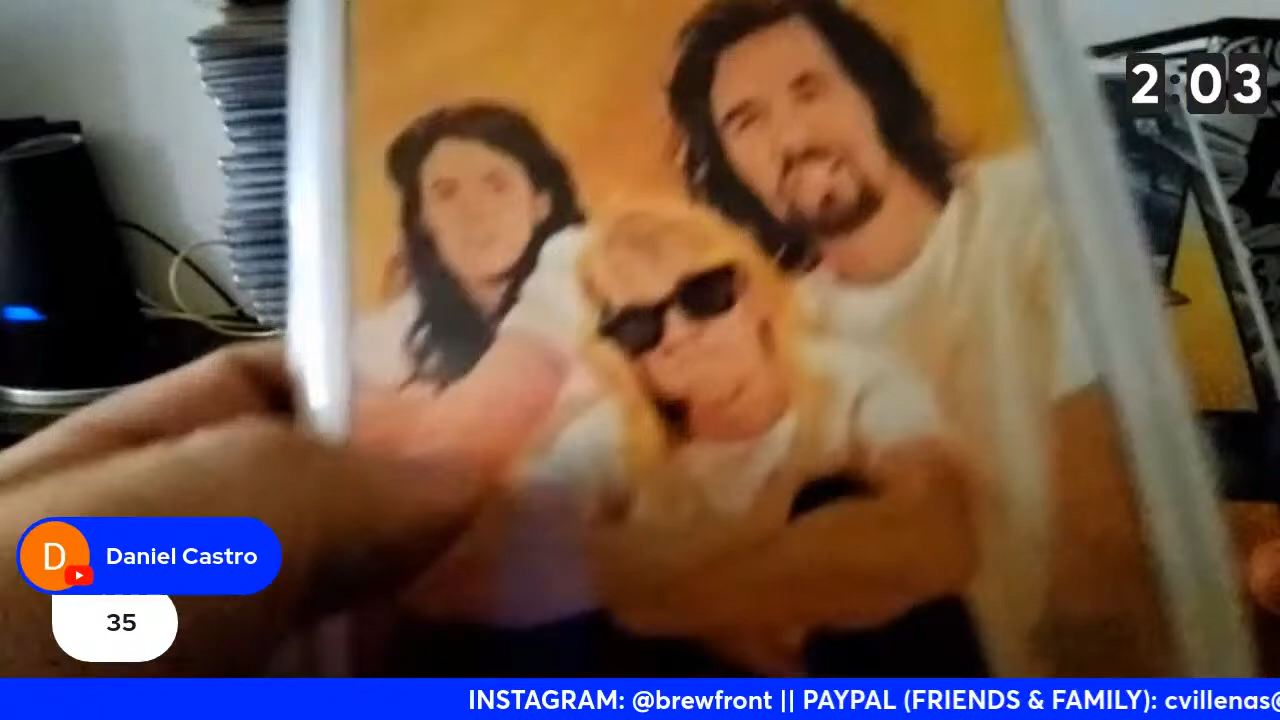 2:03
Daniel Castro
35
INSTAGRAM: @brewfront || PAYPAL (FRIENDS & FAMILY): cvillenas@